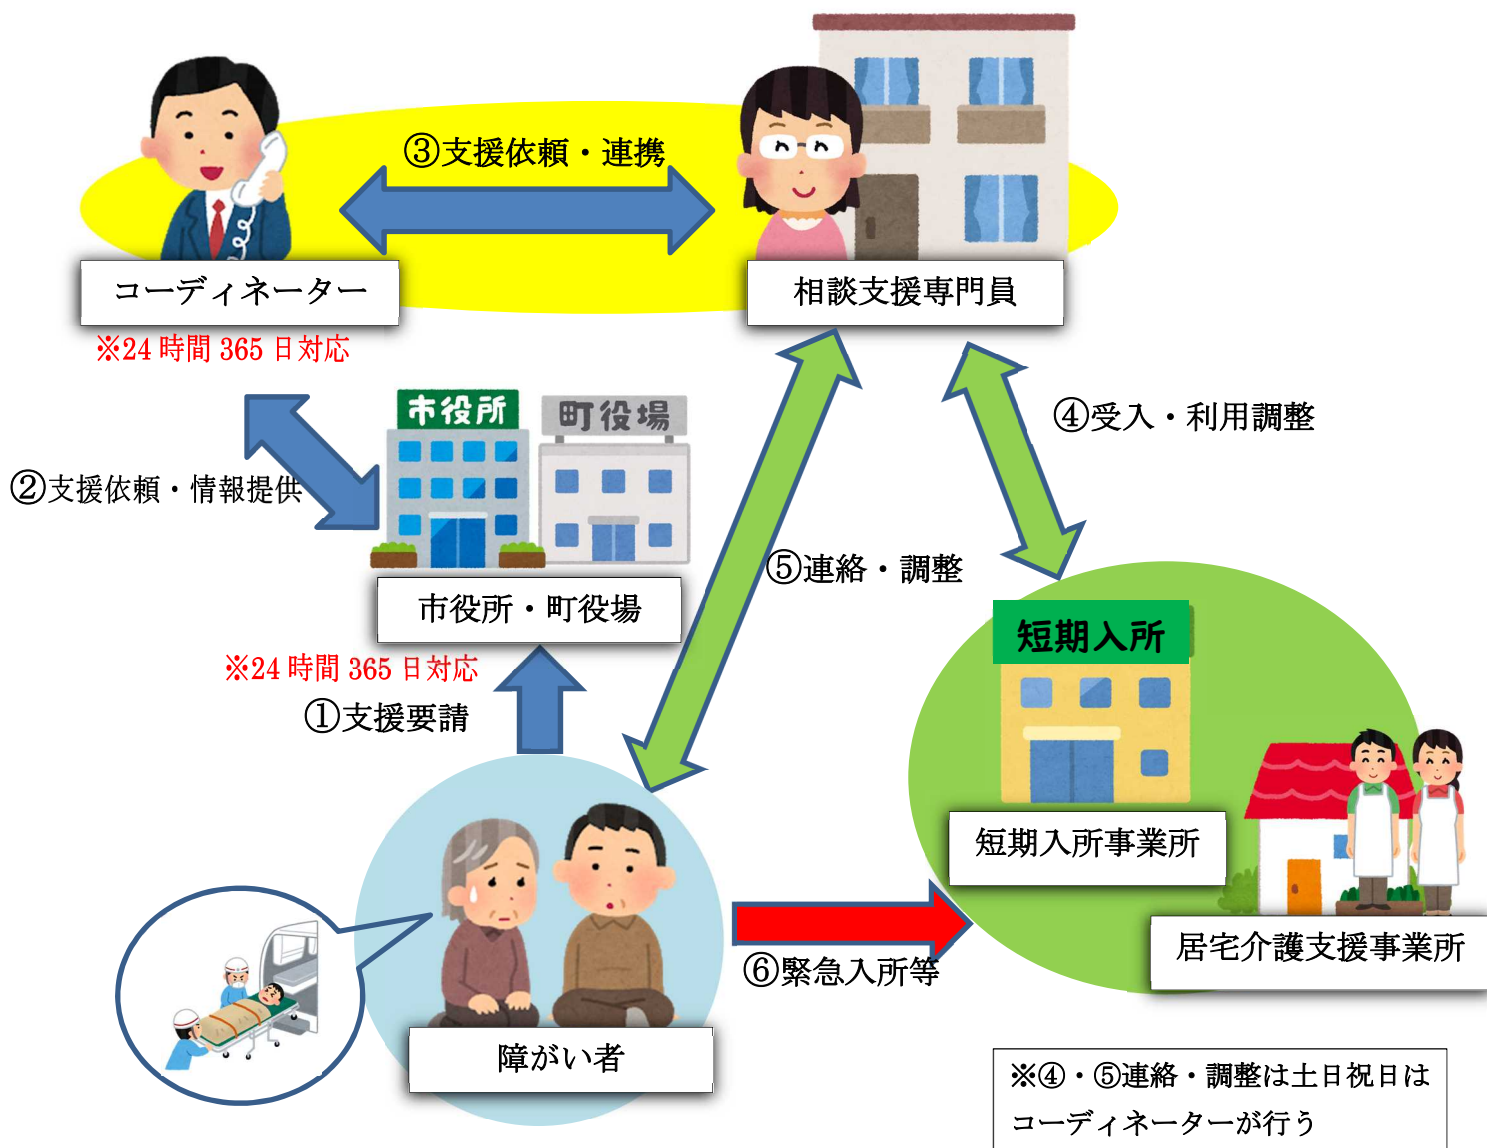 ③支援依頼・連携
コーディネーター
相談支援専門員
※24時間365日対応
市役所
町役場
④受入・利用調整
②支援依頼・情報提供
⑤連絡・調整
市役所・町役場
短期入所
※24時間365日対応
①支援要請
短期入所事業所
居宅介護支援事業所
⑥緊急入所等
障がい者
※④・⑤連絡・調整は土日祝日は
コーディネーターが行う